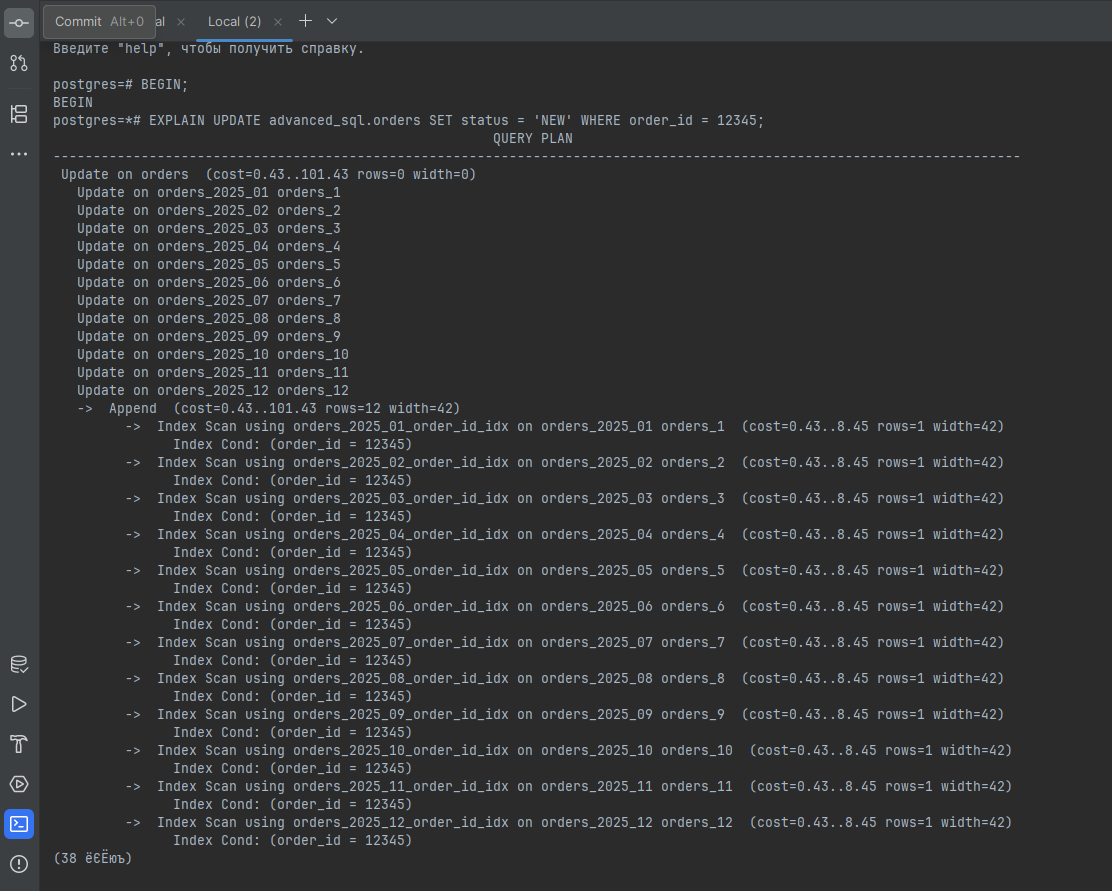 Commit Alt+0 al × Local (2) × +
Введите "help", чтобы получить справку.
postgres=# BEGIN;
BEGIN
postgres=*# EXPLAIN UPDATE advanced_sql.orders SET status = 'NEW' WHERE order_id = 12345;
QUERY PLAN
-------------------------------------------------------------------------------------------------------------------------
Update on orders  (cost=0.43..101.43 rows=0 width=0)
Update on orders_2025_01 orders_1
Update on orders_2025_02 orders_2
Update on orders_2025_03 orders_3
Update on orders_2025_04 orders_4
Update on orders_2025_05 orders_5
Update on orders_2025_06 orders_6
Update on orders_2025_07 orders_7
Update on orders_2025_08 orders_8
Update on orders_2025_09 orders_9
Update on orders_2025_10 orders_10
Update on orders_2025_11 orders_11
Update on orders_2025_12 orders_12
->  Append  (cost=0.43..101.43 rows=12 width=42)
->  Index Scan using orders_2025_01_order_id_idx on orders_2025_01 orders_1  (cost=0.43..8.45 rows=1 width=42)
Index Cond: (order_id = 12345)
->  Index Scan using orders_2025_02_order_id_idx on orders_2025_02 orders_2  (cost=0.43..8.45 rows=1 width=42)
Index Cond: (order_id = 12345)
->  Index Scan using orders_2025_03_order_id_idx on orders_2025_03 orders_3  (cost=0.43..8.45 rows=1 width=42)
Index Cond: (order_id = 12345)
->  Index Scan using orders_2025_04_order_id_idx on orders_2025_04 orders_4  (cost=0.43..8.45 rows=1 width=42)
Index Cond: (order_id = 12345)
->  Index Scan using orders_2025_05_order_id_idx on orders_2025_05 orders_5  (cost=0.43..8.45 rows=1 width=42)
Index Cond: (order_id = 12345)
->  Index Scan using orders_2025_06_order_id_idx on orders_2025_06 orders_6  (cost=0.43..8.45 rows=1 width=42)
Index Cond: (order_id = 12345)
->  Index Scan using orders_2025_07_order_id_idx on orders_2025_07 orders_7  (cost=0.43..8.45 rows=1 width=42)
Index Cond: (order_id = 12345)
->  Index Scan using orders_2025_08_order_id_idx on orders_2025_08 orders_8  (cost=0.43..8.45 rows=1 width=42)
Index Cond: (order_id = 12345)
->  Index Scan using orders_2025_09_order_id_idx on orders_2025_09 orders_9  (cost=0.43..8.45 rows=1 width=42)
Index Cond: (order_id = 12345)
->  Index Scan using orders_2025_10_order_id_idx on orders_2025_10 orders_10  (cost=0.43..8.45 rows=1 width=42)
Index Cond: (order_id = 12345)
->  Index Scan using orders_2025_11_order_id_idx on orders_2025_11 orders_11  (cost=0.43..8.45 rows=1 width=42)
Index Cond: (order_id = 12345)
->  Index Scan using orders_2025_12_order_id_idx on orders_2025_12 orders_12  (cost=0.43..8.45 rows=1 width=42)
Index Cond: (order_id = 12345)
(38 ёЄЁюъ)